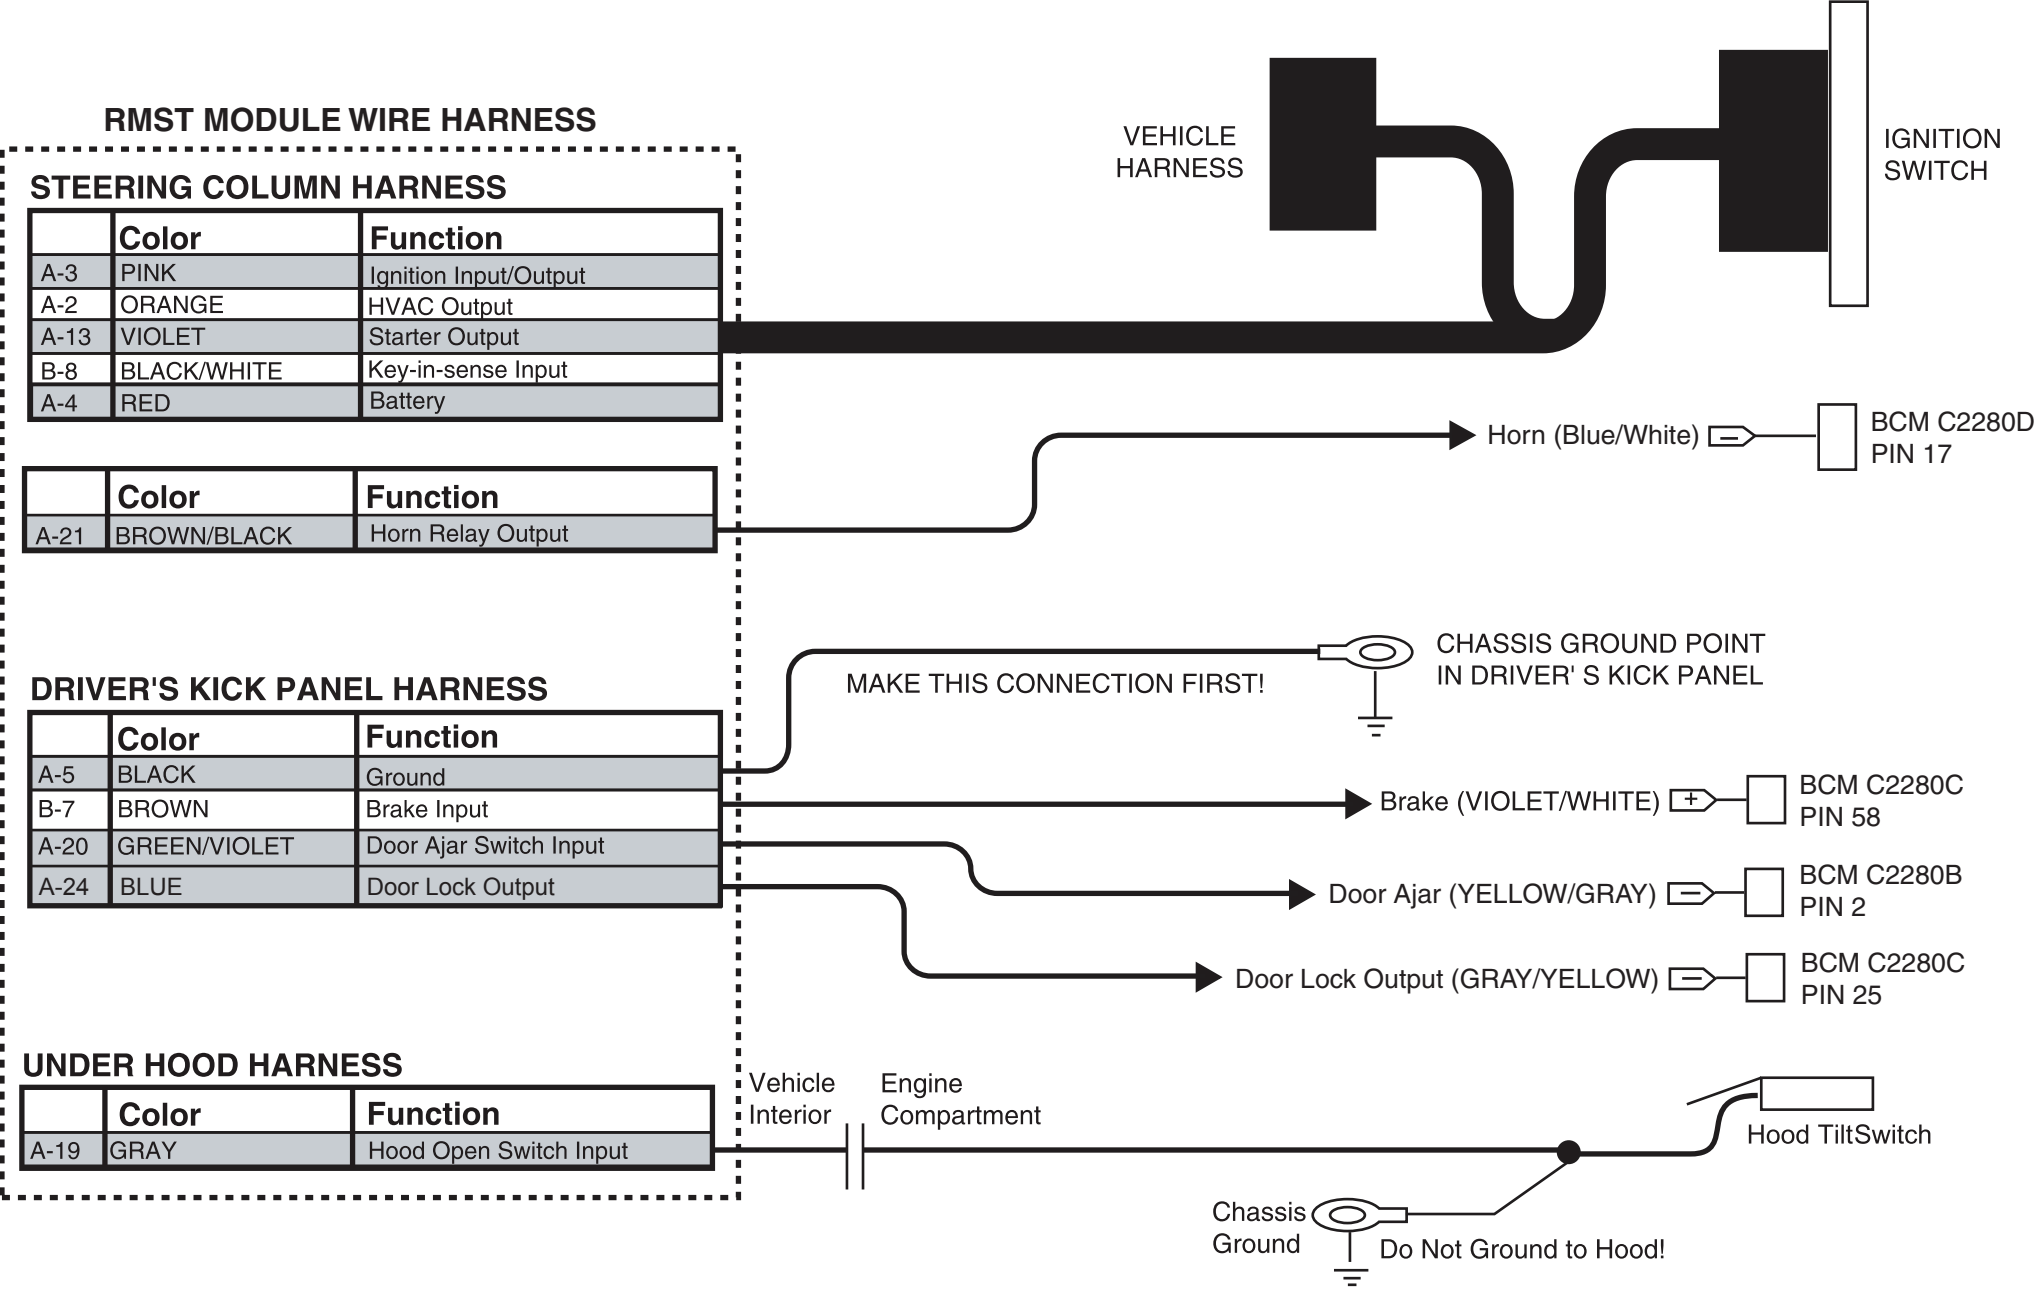 RMST MODULE WIRE HARNESS
STEERING COLUMN HARNESS
Color Function
A-3 PINK Ignition Input/Output
A-2 ORANGE HVAC Output
A-13 VIOLET Starter Output
B-8 BLACK/WHITE Key-in-sense Input
A-4 RED Battery
VEHICLE
HARNESS
IGNITION
SWITCH
Color Function
A-21 BROWN/BLACK Horn Relay Output
Horn (Blue/White) –
BCM C2280D
PIN 17
DRIVER'S KICK PANEL HARNESS
Color Function
A-5 BLACK Ground
B-7 BROWN Brake Input
A-20 GREEN/VIOLET Door Ajar Switch Input
A-24 BLUE Door Lock Output
MAKE THIS CONNECTION FIRST!
CHASSIS GROUND POINT
IN DRIVER' S KICK PANEL
Brake (VIOLET/WHITE) +
BCM C2280C
PIN 58
Door Ajar (YELLOW/GRAY) –
BCM C2280B
PIN 2
Door Lock Output (GRAY/YELLOW) –
BCM C2280C
PIN 25
UNDER HOOD HARNESS
Color Function
A-19 GRAY Hood Open Switch Input
Vehicle
Interior
Engine
Compartment
Hood TiltSwitch
Chassis
Ground
Do Not Ground to Hood!